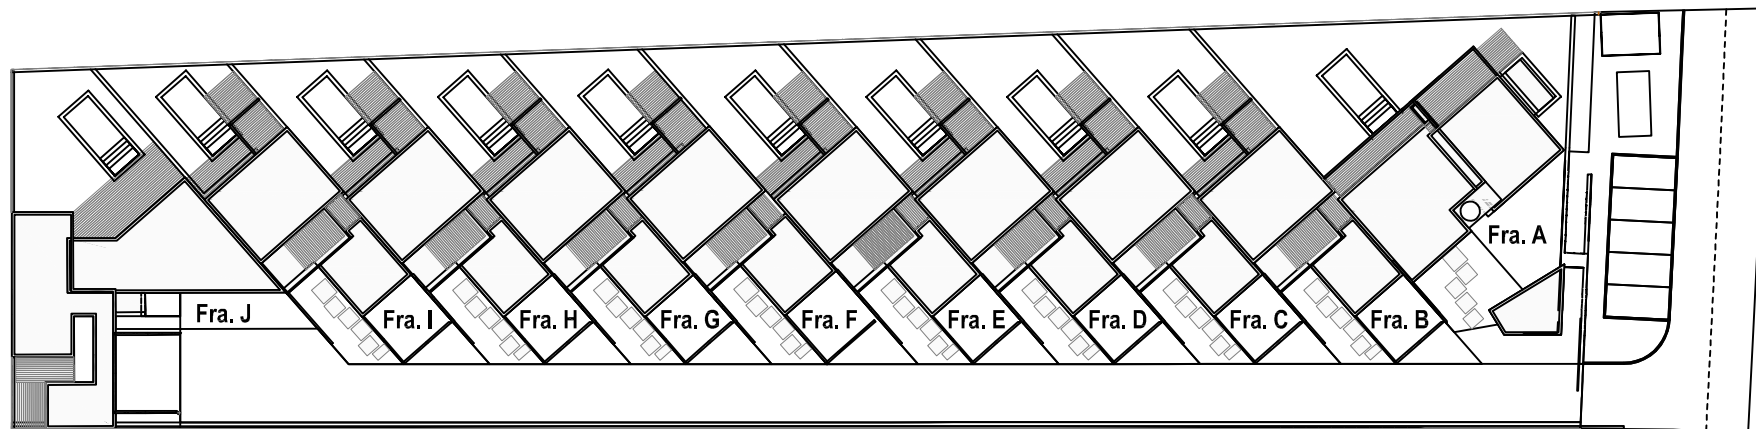 Fra. A
Fra. J
Fra. I
Fra. H
Fra. G
Fra. F
Fra. E
Fra. D
Fra. C
Fra. B